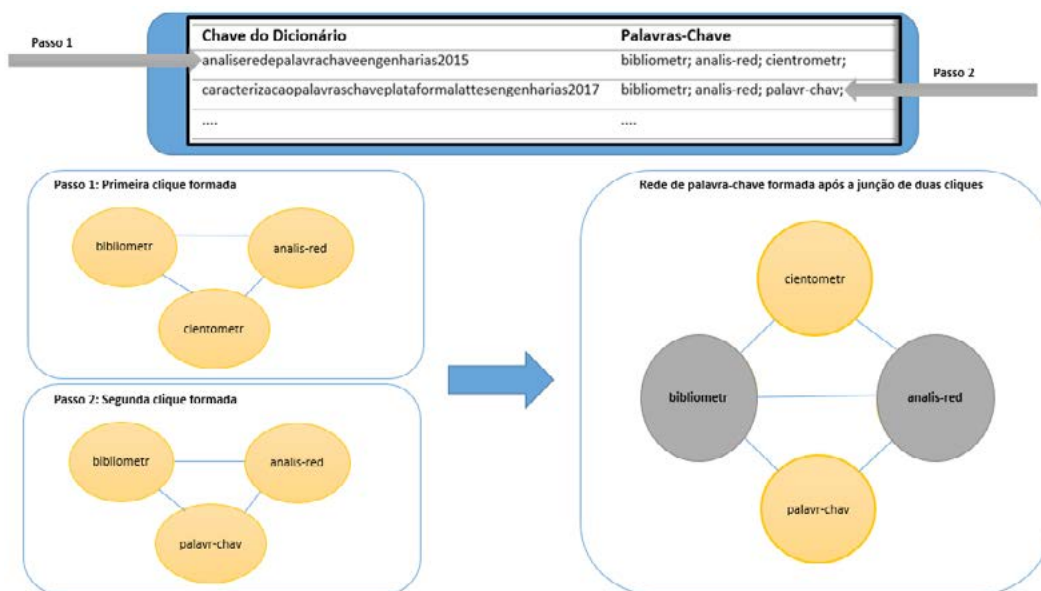 Passo 1
Chave do Dicionário Palavras-Chave
analiseredepalavrachaveengenharias2015 bibliometr; analis-red; cientrometr;
Passo 2
caracterizacaopalavraschaveplataformalattesengenharias2017 bibliometr; analis-red; palavr-chav;
.... ....
Passo 1: Primeira clique formada
bibliometr
analis-red
cientometr
Passo 2: Segunda clique formada
bibliometr
analis-red
palavr-chav
Rede de palavra-chave formada após a junção de duas cliques
cientometr
bibliometr
analis-red
palavr-chav